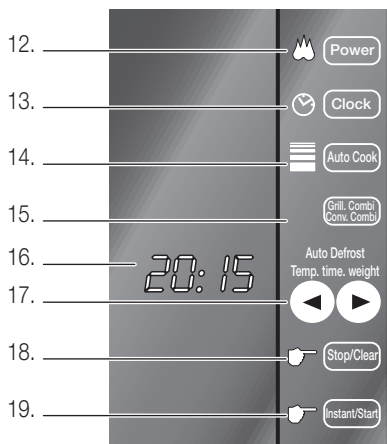 12. Power
13. Clock
14. Auto Cook
15. Grill. Combi
Conv. Combi
Auto Defrost
16. 20:15 Temp. time. weight
17.
18. Stop/Clear
19. Instant/Start